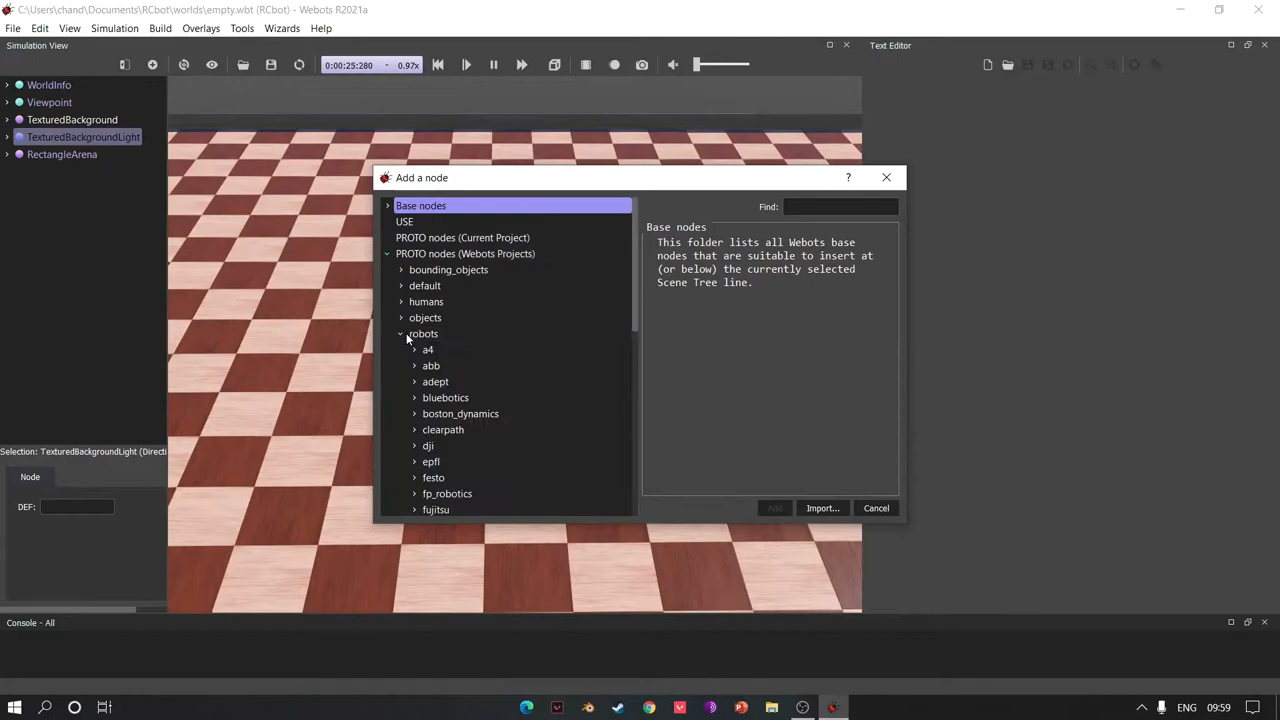 C:\Users\chand\Documents\RCbot\worlds\empty.wbt (RCbot) - Webots R2021a
File Edit View Simulation Build Overlays Tools Wizards Help
Simulation View
Text Editor
0:00:25:280 - 0.97x
WorldInfo
Viewpoint
TexturedBackground
TexturedBackgroundLight
RectangleArena
Selection: TexturedBackgroundLight (Directi
Node
DEF:
Add a node
?
Base nodes
USE
PROTO nodes (Current Project)
PROTO nodes (Webots Projects)
bounding_objects
default
humans
objects
robots
a4
abb
adept
bluebotics
boston_dynamics
clearpath
dji
epfl
festo
fp_robotics
fujitsu
Find:
Base nodes
This folder lists all Webots base
nodes that are suitable to insert at
(or below) the currently selected
Scene Tree line.
Add Import... Cancel
Console - All
ENG 09:59